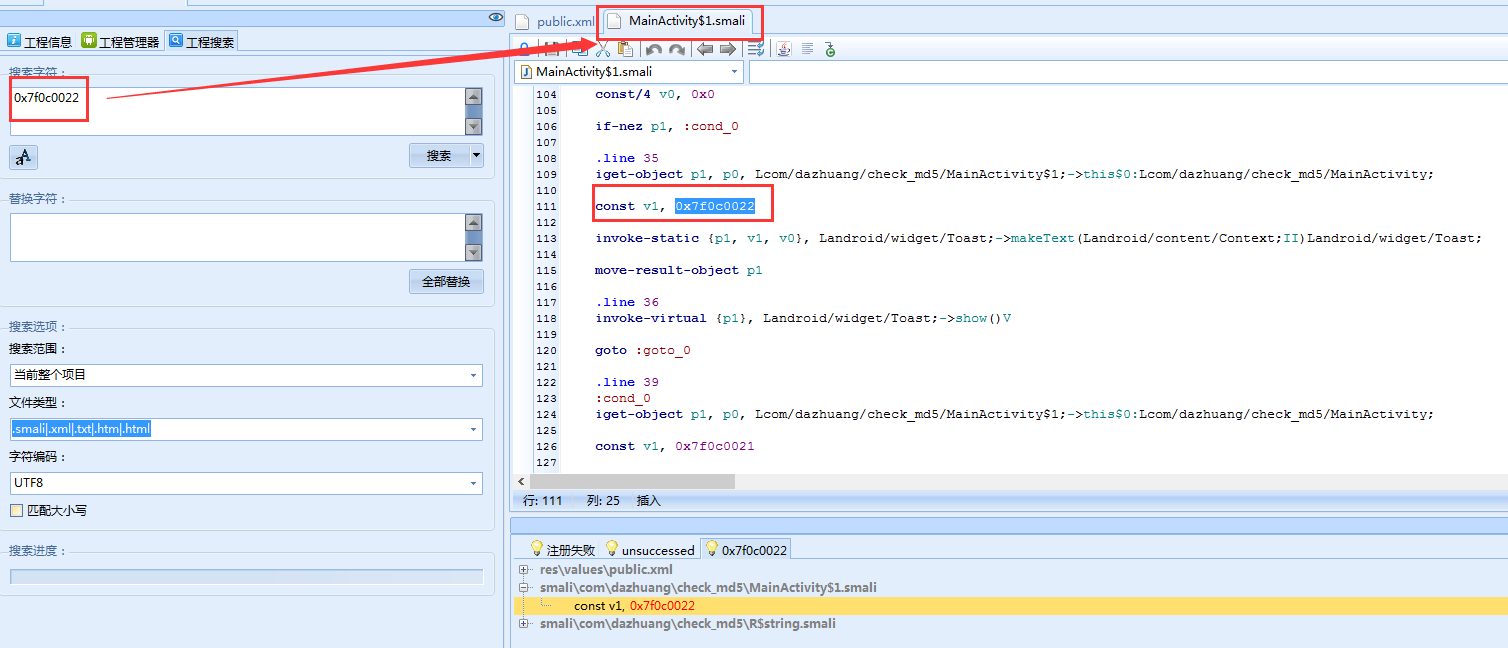 工程信息 工程管理器 工程搜索
搜索字符：
0x7f0c0022
aA
搜索
替换字符：
全部替换
搜索选项：
搜索范围：
当前整个项目
文件类型：
.smali|.xml|.txt|.htm|.html
字符编码：
UTF8
匹配大小写
搜索进度：
public.xml MainActivity$1.smali
MainActivity$1.smali
104 const/4 v0, 0x0
105
106 if-nez p1, :cond_0
107
108 .line 35
109 iget-object p1, p0, Lcom/dazhuang/check_md5/MainActivity$1;->this$0:Lcom/dazhuang/check_md5/MainActivity;
110
111 const v1, 0x7f0c0022
112
113 invoke-static {p1, v1, v0}, Landroid/widget/Toast;->makeText(Landroid/content/Context;II)Landroid/widget/Toast;
114
115 move-result-object p1
116
117 .line 36
118 invoke-virtual {p1}, Landroid/widget/Toast;->show()V
119
120 goto :goto_0
121
122 .line 39
123 :cond_0
124 iget-object p1, p0, Lcom/dazhuang/check_md5/MainActivity$1;->this$0:Lcom/dazhuang/check_md5/MainActivity;
125
126 const v1, 0x7f0c0021
127
行: 111 列: 25 插入
注册失败 unsuccessed 0x7f0c0022
res\values\public.xml
smali\com\dazhuang\check_md5\MainActivity$1.smali
const v1, 0x7f0c0022
smali\com\dazhuang\check_md5\R$string.smali